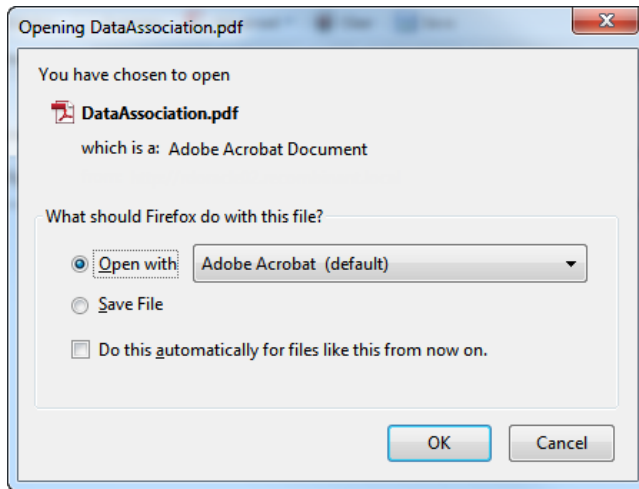 Opening DataAssociation.pdf
You have chosen to open
DataAssociation.pdf
which is a: Adobe Acrobat Document
What should Firefox do with this file?
Open with Adobe Acrobat (default)
Save File
Do this automatically for files like this from now on.
OK Cancel